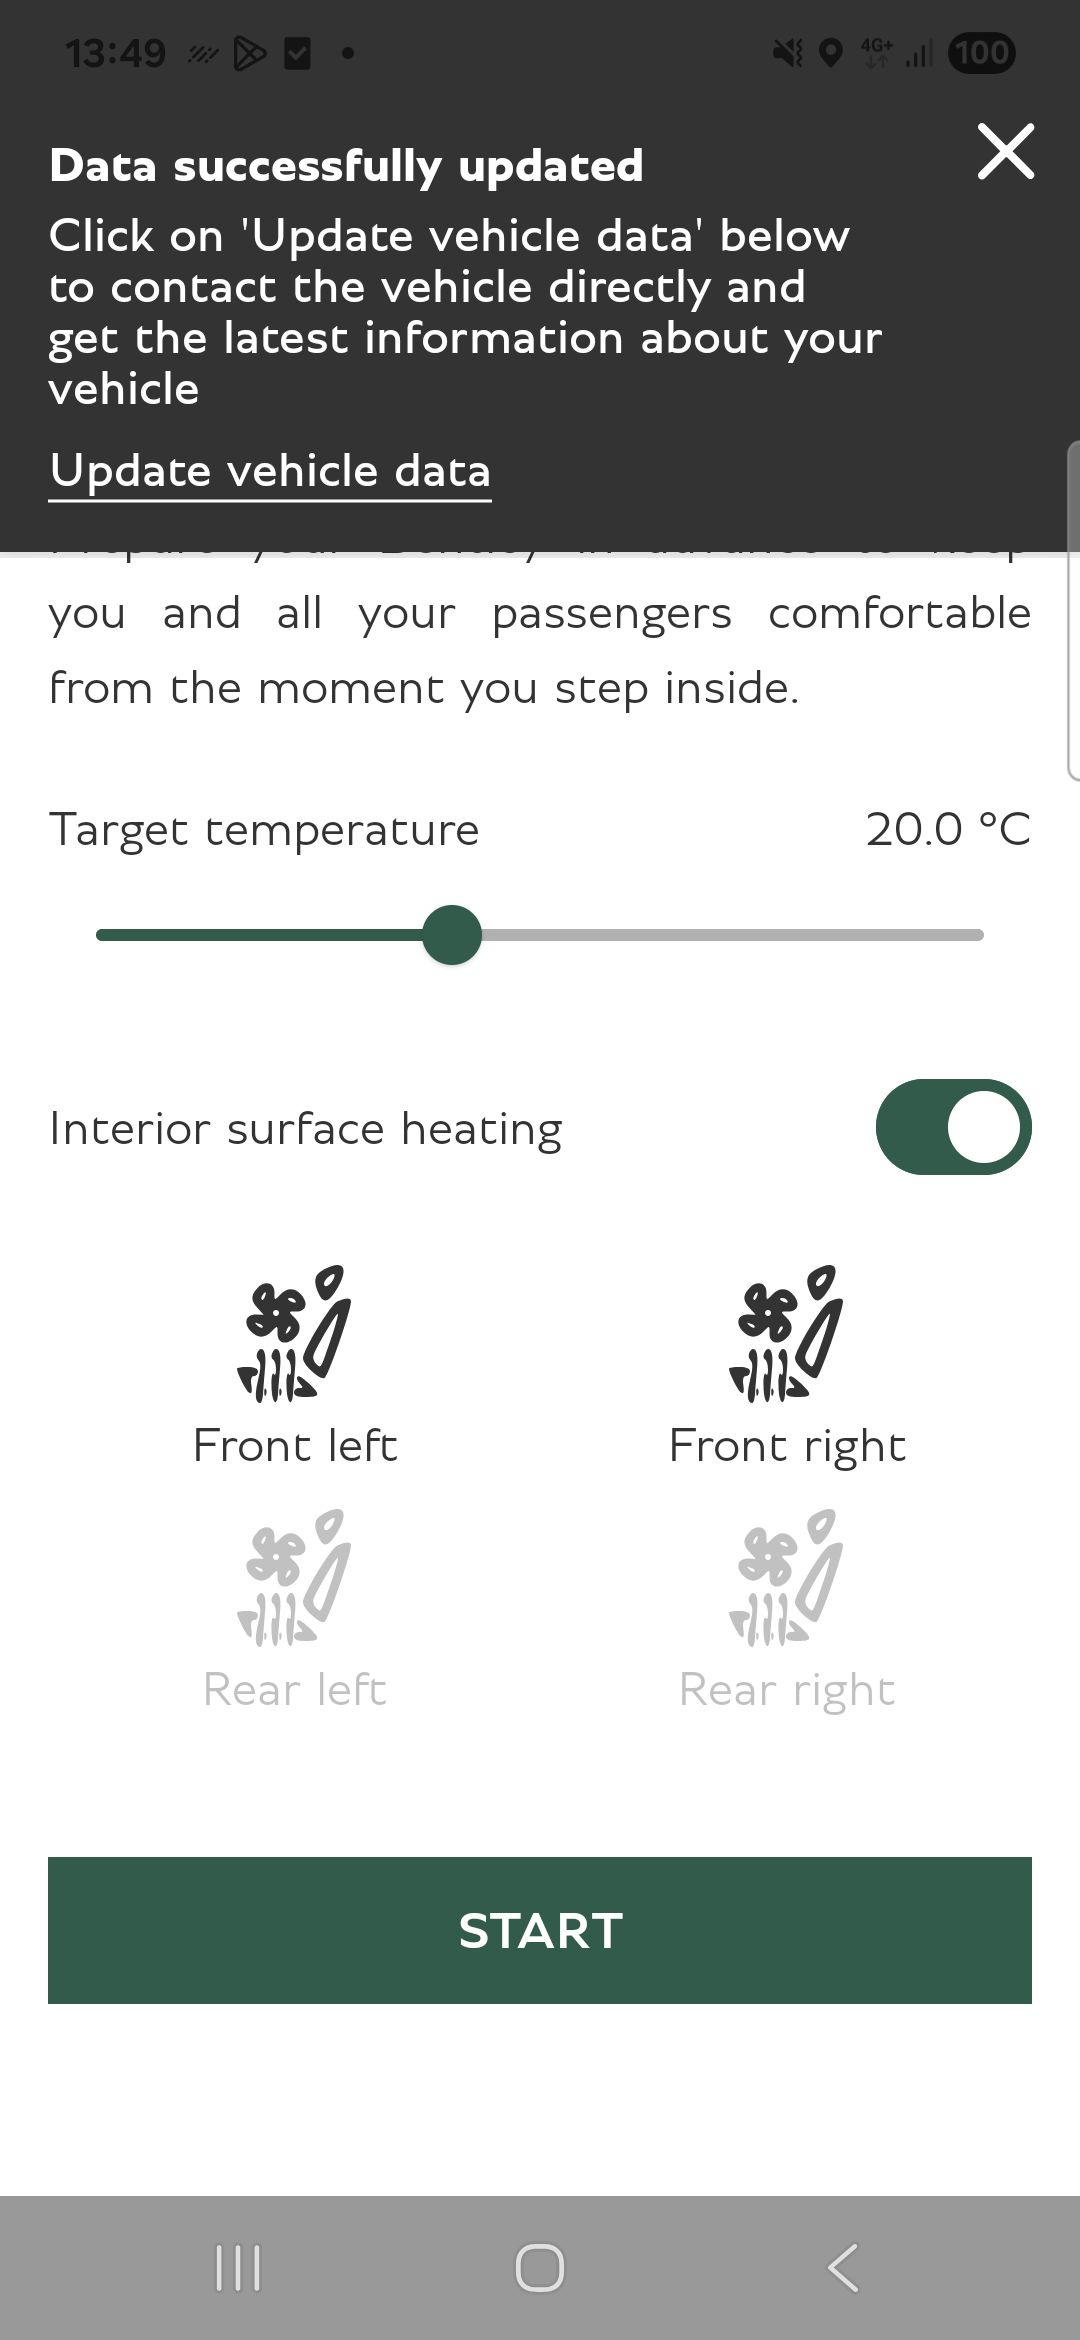 13:49
4G+
100
Data successfully updated
Click on 'Update vehicle data' below
to contact the vehicle directly and
get the latest information about your
vehicle
Update vehicle data
you and all your passengers comfortable
from the moment you step inside.
Target temperature 20.0 °C
Interior surface heating
Front left Front right
Rear left Rear right
START